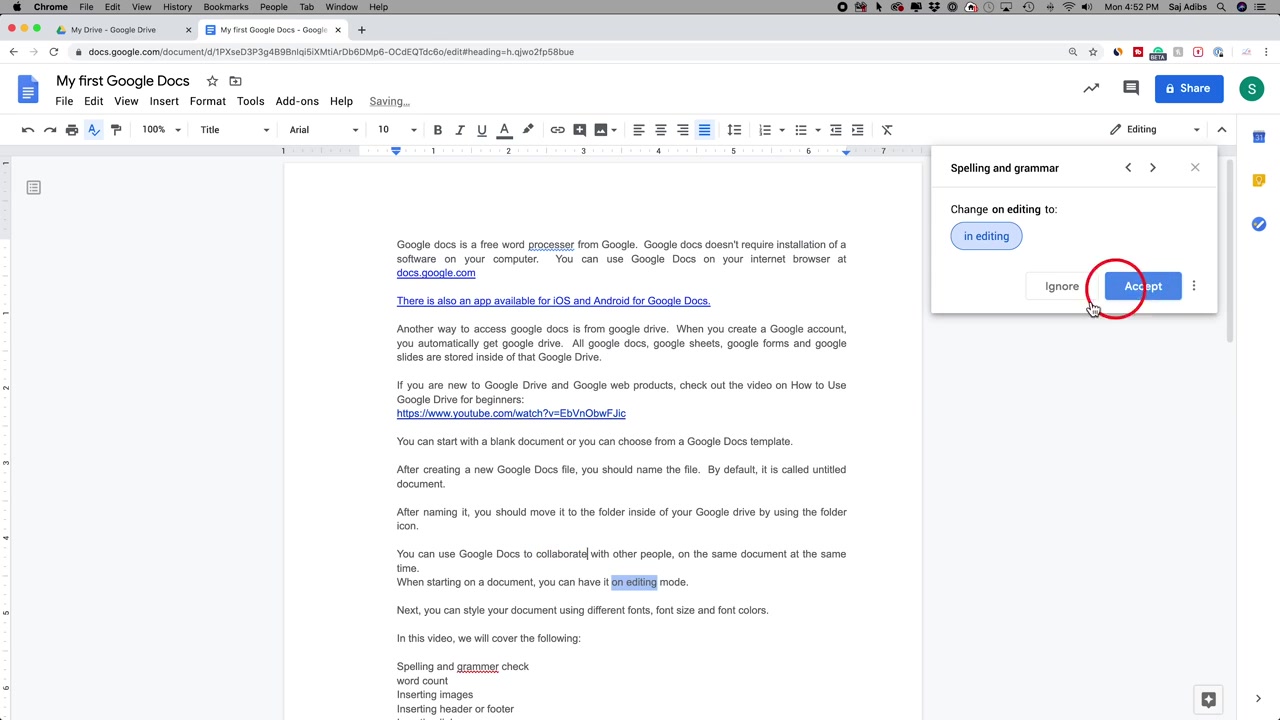 Chrome File Edit View History Bookmarks People Tab Window Help Mon 4:52 PM Saj Adibs
My Drive - Google Drive My first Google Docs - Google
docs.google.com/document/d/1PXseD3P3g4B9BnIqi5iXMtiArDb6DMp6-OCdEQTdc6o/edit#heading=h.qjwo2fp58bue
BETA
My first Google Docs
File Edit View Insert Format Tools Add-ons Help Saving...
Share
S
100% Title Arial 10 B I U A Editing
1 1 2 3 4 5 6 7
31
Spelling and grammar
Change on editing to:
in editing
Ignore Accept
Google docs is a free word processer from Google. Google docs doesn't require installation of a
software on your computer. You can use Google Docs on your internet browser at
docs.google.com
There is also an app available for iOS and Android for Google Docs.
Another way to access google docs is from google drive. When you create a Google account,
you automatically get google drive. All google docs, google sheets, google forms and google
slides are stored inside of that Google Drive.
If you are new to Google Drive and Google web products, check out the video on How to Use
Google Drive for beginners:
https://www.youtube.com/watch?v=EbVnObwFJic
You can start with a blank document or you can choose from a Google Docs template.
After creating a new Google Docs file, you should name the file. By default, it is called untitled
document.
After naming it, you should move it to the folder inside of your Google drive by using the folder
icon.
You can use Google Docs to collaborate with other people, on the same document at the same
time.
When starting on a document, you can have it on editing mode.
Next, you can style your document using different fonts, font size and font colors.
In this video, we will cover the following:
Spelling and grammer check
word count
Inserting images
Inserting header or footer